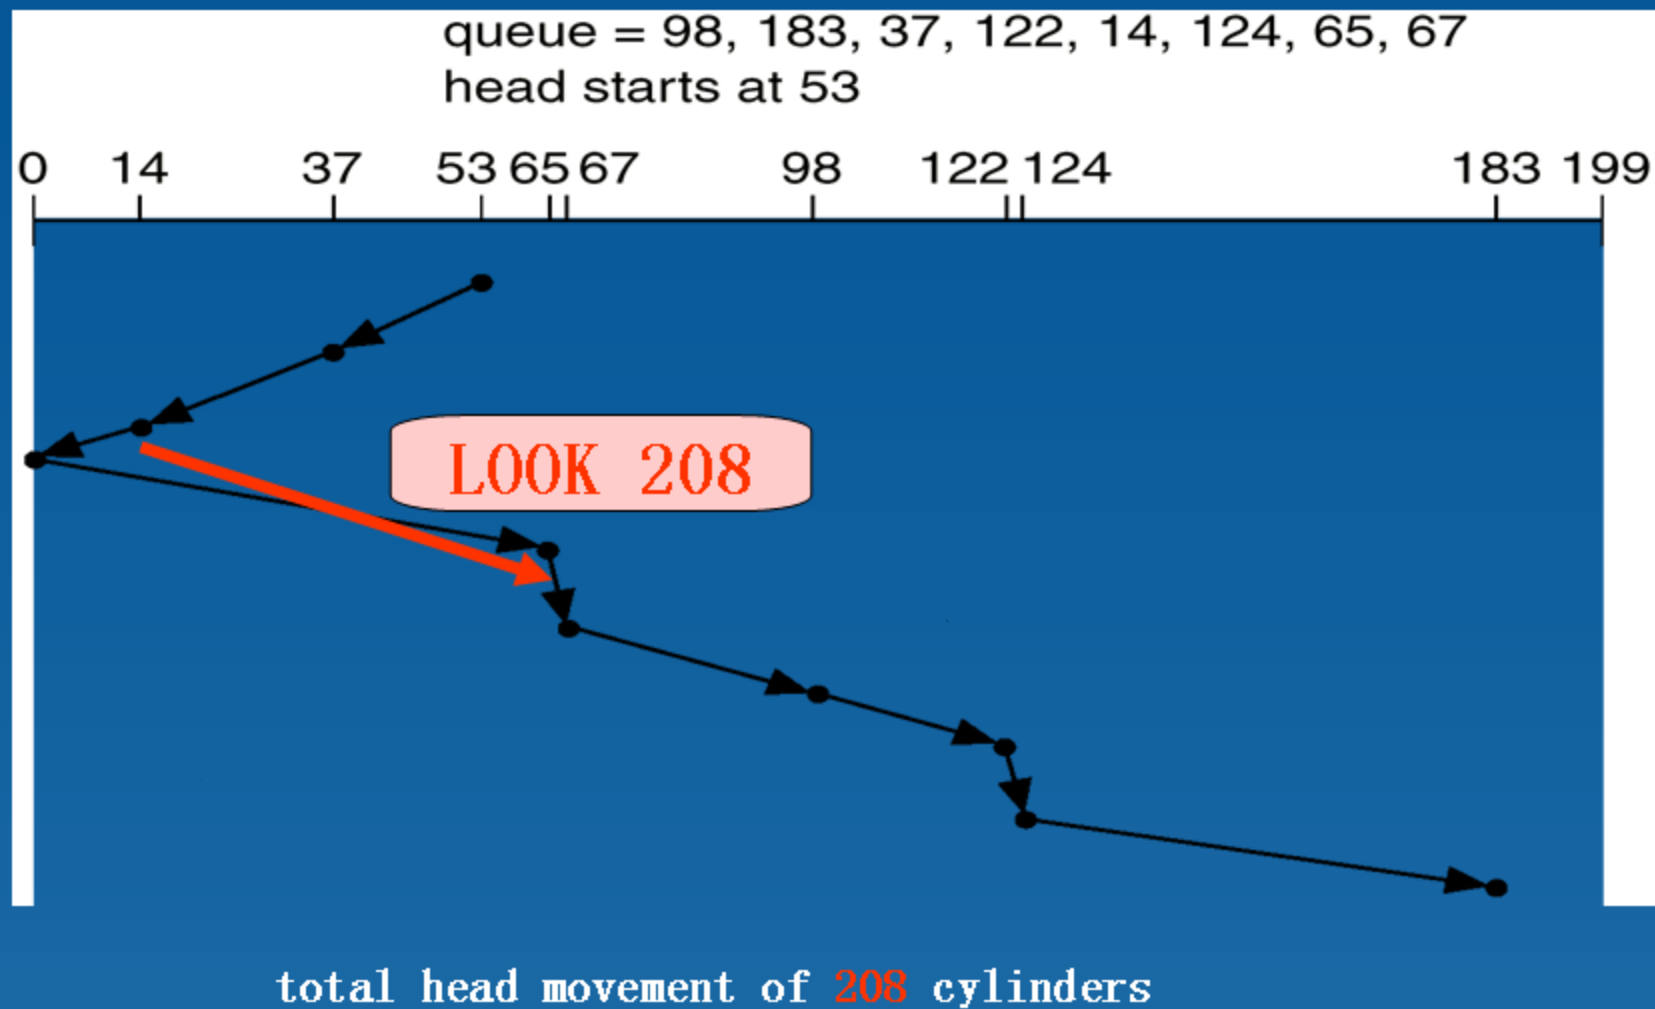 queue = 98, 183, 37, 122, 14, 124, 65, 67
head starts at 53
0 14 37 53 65 67 98 122 124 183 199
LOOK 208
total head movement of 208 cylinders